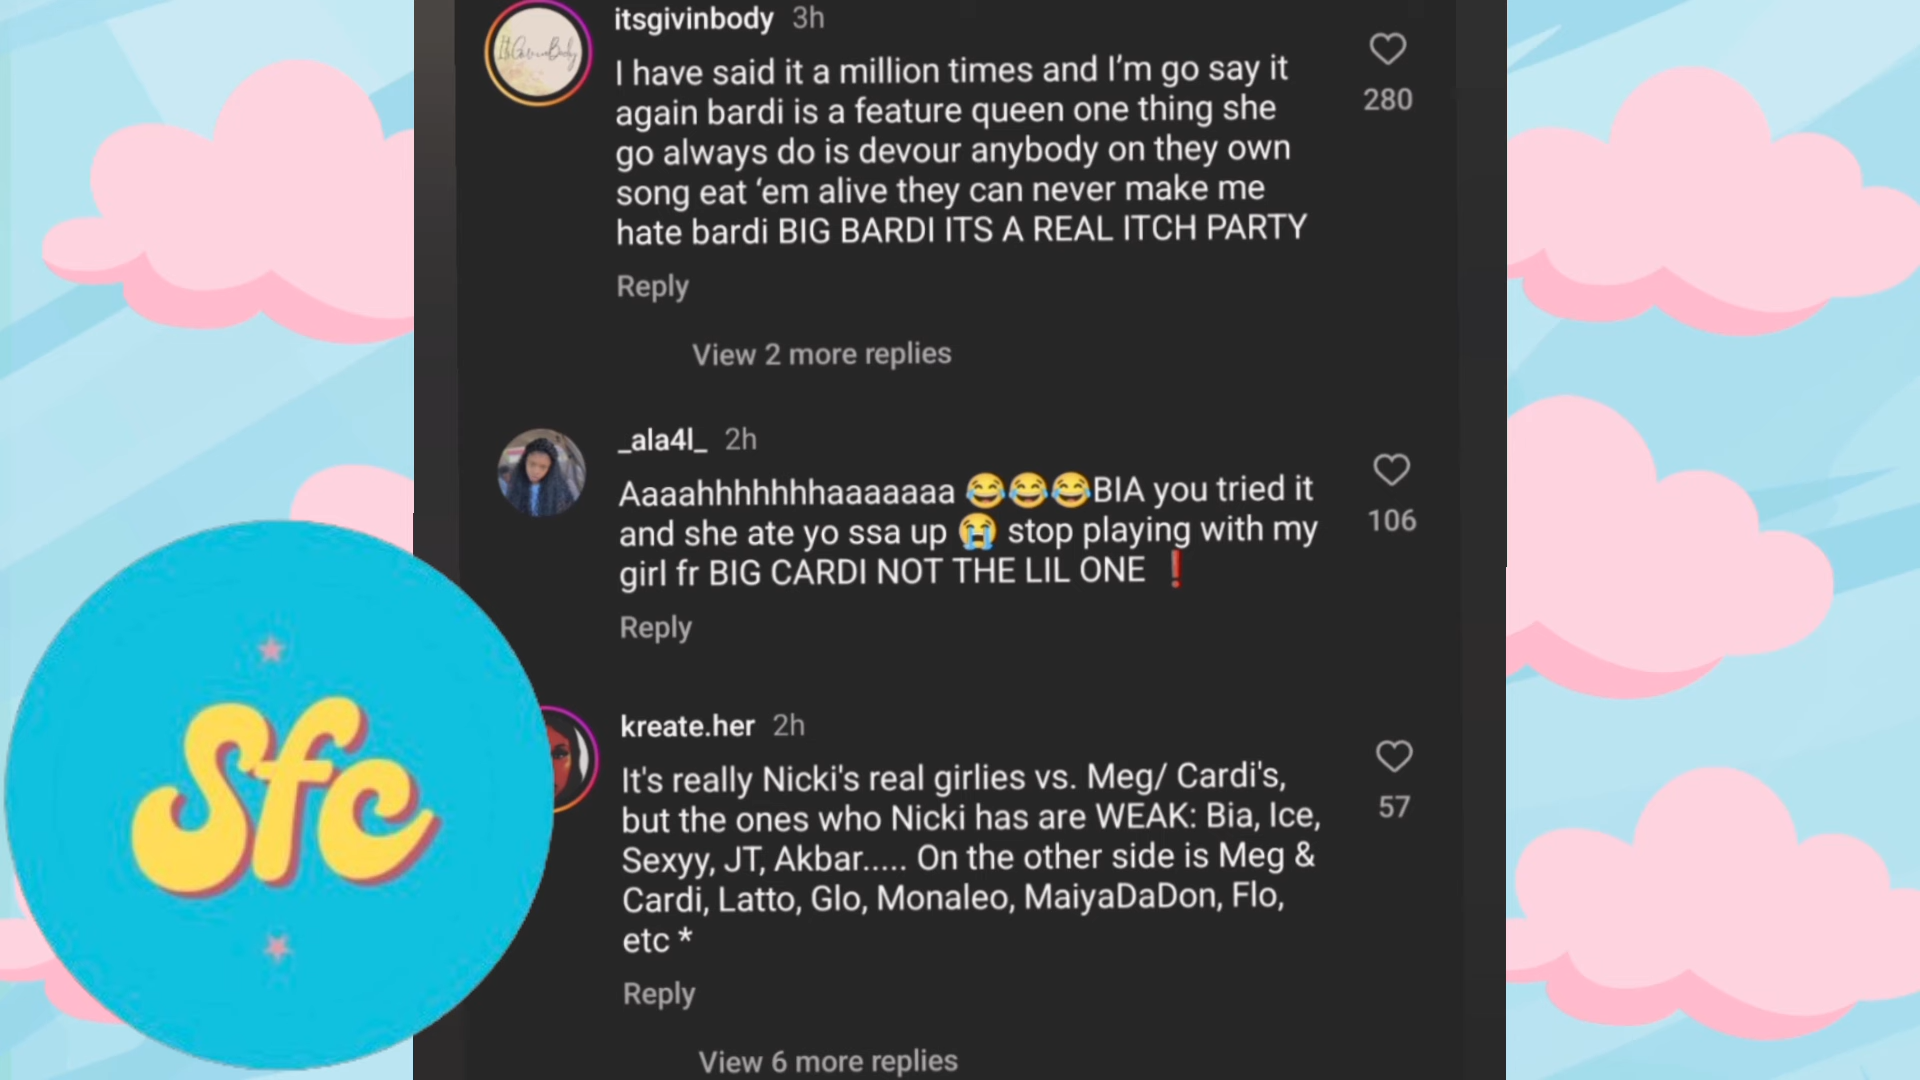 itsgivinbody 3h
I have said it a million times and I’m go say it
again bardi is a feature queen one thing she
go always do is devour anybody on they own
song eat ‘em alive they can never make me
hate bardi BIG BARDI ITS A REAL ITCH PARTY
280
Reply
View 2 more replies
_ala4l_ 2h
Aaaahhhhhhhaaaaaaa 😂😂😂BIA you tried it
and she ate yo ssa up 😭 stop playing with my
girl fr BIG CARDI NOT THE LIL ONE ❗
106
Reply
kreate.her 2h
It's really Nicki's real girlies vs. Meg/ Cardi's,
but the ones who Nicki has are WEAK: Bia, Ice,
Sexyy, JT, Akbar..... On the other side is Meg &
Cardi, Latto, Glo, Monaleo, MaiyaDaDon, Flo,
etc *
57
Reply
View 6 more replies
Sfc